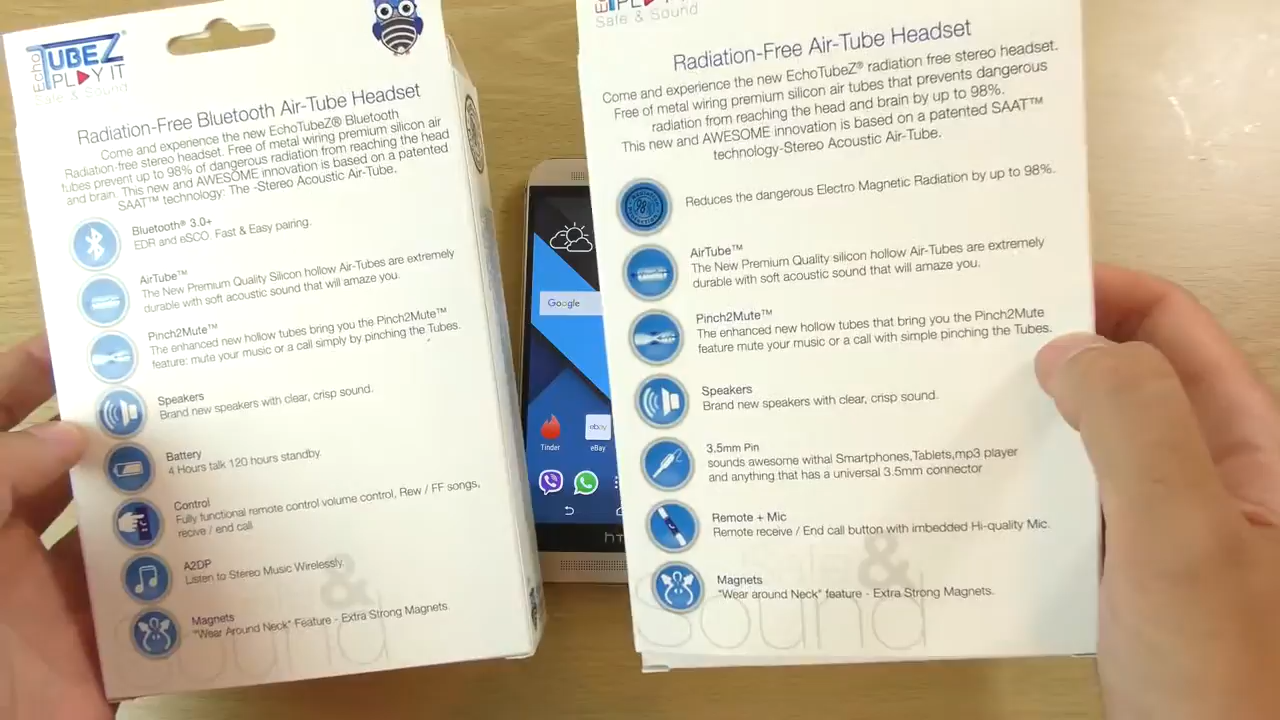 Echo
TUBEZ®
PLAY IT
Safe & Sound
Radiation-Free Bluetooth Air-Tube Headset
Come and experience the new EchoTubeZ® Bluetooth
Radiation-free stereo headset. Free of metal wiring premium silicon air
tubes prevent up to 98% of dangerous radiation from reaching the head
and brain. This new and AWESOME innovation is based on a patented
SAAT™ technology: The -Stereo Acoustic Air-Tube.
Bluetooth® 3.0+
EDR and eSCO. Fast & Easy pairing.
AirTube™
The New Premium Quality Silicon hollow Air-Tubes are extremely
durable with soft acoustic sound that will amaze you.
Pinch2Mute™
The enhanced new hollow tubes bring you the Pinch2Mute™
feature: mute your music or a call simply by pinching the Tubes.
Speakers
Brand new speakers with clear, crisp sound.
Battery
4 Hours talk 120 hours standby.
Control
Fully functional remote control volume control, Rew / FF songs,
recive / end call
A2DP
Listen to Stereo Music Wirelessly.
Magnets
"Wear Around Neck" Feature - Extra Strong Magnets.
&
Sound
Google
Tinder
ebay
eBay
PLAY IT
Safe & Sound
Radiation-Free Air-Tube Headset
Come and experience the new EchoTubeZ® radiation free stereo headset.
Free of metal wiring premium silicon air tubes that prevents dangerous
radiation from reaching the head and brain by up to 98%.
This new and AWESOME innovation is based on a patented SAAT™
technology-Stereo Acoustic Air-Tube.
98
Reduces the dangerous Electro Magnetic Radiation by up to 98%.
AirTube™
The New Premium Quality silicon hollow Air-Tubes are extremely
durable with soft acoustic sound that will amaze you.
Pinch2Mute™
The enhanced new hollow tubes that bring you the Pinch2Mute
feature mute your music or a call with simple pinching the Tubes.
Speakers
Brand new speakers with clear, crisp sound.
3.5mm Pin
sounds awesome withal Smartphones,Tablets,mp3 player
and anything that has a universal 3.5mm connector
Remote + Mic
Remote receive / End call button with imbedded Hi-quality Mic.
Magnets
"Wear around Neck" feature - Extra Strong Magnets.
&
Sound